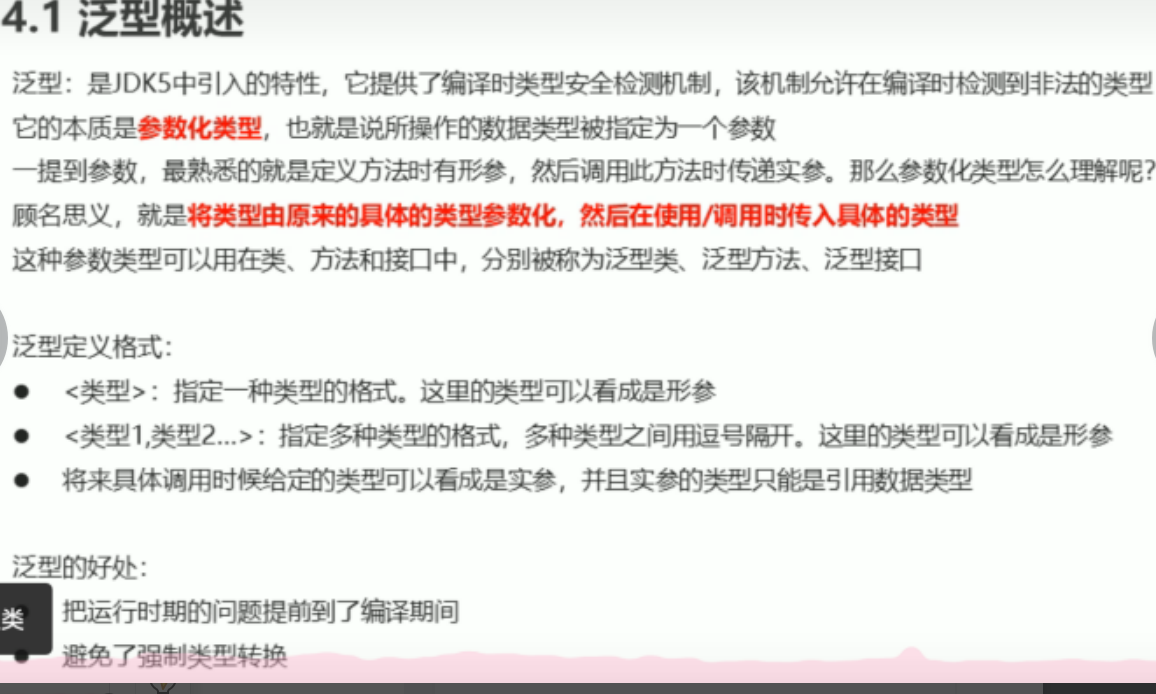 4.1 泛型概述
泛型：是JDK5中引入的特性，它提供了编译时类型安全检测机制，该机制允许在编译时检测到非法的类型
它的本质是参数化类型，也就是说所操作的数据类型被指定为一个参数
一提到参数，最熟悉的就是定义方法时有形参，然后调用此方法时传递实参。那么参数化类型怎么理解呢？
顾名思义，就是将类型由原来的具体的类型参数化，然后在使用/调用时传入具体的类型
这种参数类型可以用在类、方法和接口中，分别被称为泛型类、泛型方法、泛型接口
泛型定义格式：
● <类型>：指定一种类型的格式。这里的类型可以看成是形参
● <类型1,类型2…>：指定多种类型的格式，多种类型之间用逗号隔开。这里的类型可以看成是形参
● 将来具体调用时候给定的类型可以看成是实参，并且实参的类型只能是引用数据类型
泛型的好处：
● 把运行时期的问题提前到了编译期间
类
● 避免了强制类型转换